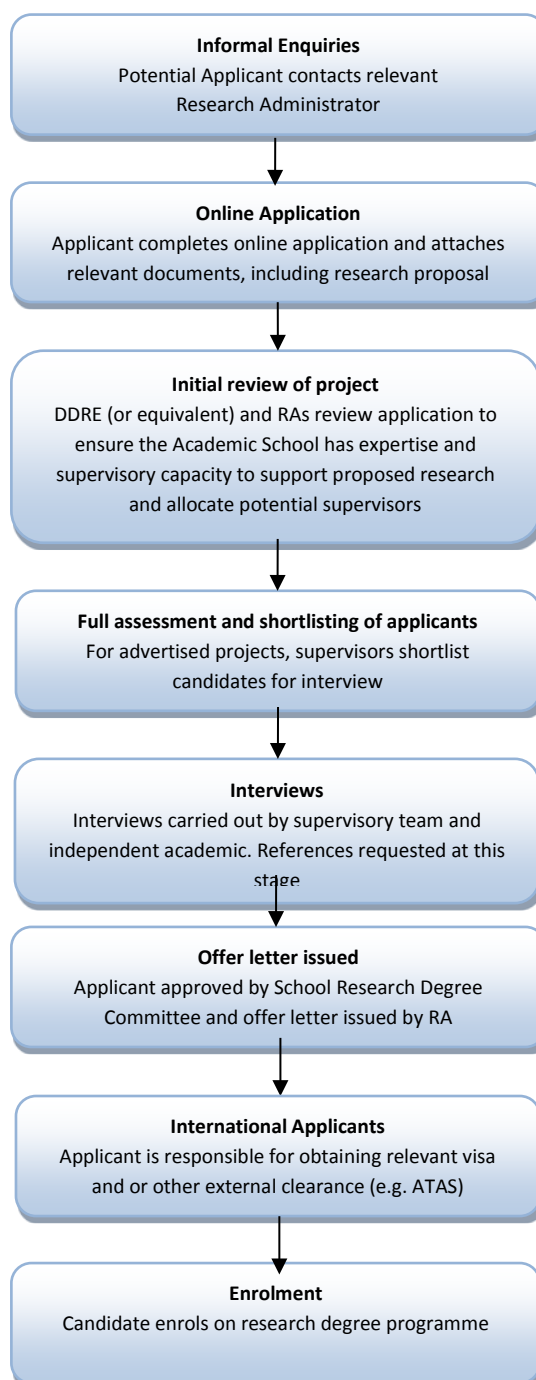 Informal Enquiries
Potential Applicant contacts relevant
Research Administrator
Online Application
Applicant completes online application and attaches
relevant documents, including research proposal
Initial review of project
DDRE (or equivalent) and RAs review application to
ensure the Academic School has expertise and
supervisory capacity to support proposed research
and allocate potential supervisors
Full assessment and shortlisting of applicants
For advertised projects, supervisors shortlist
candidates for interview
Interviews
Interviews carried out by supervisory team and
independent academic. References requested at this
stage
Offer letter issued
Applicant approved by School Research Degree
Committee and offer letter issued by RA
International Applicants
Applicant is responsible for obtaining relevant visa
and or other external clearance (e.g. ATAS)
Enrolment
Candidate enrols on research degree programme